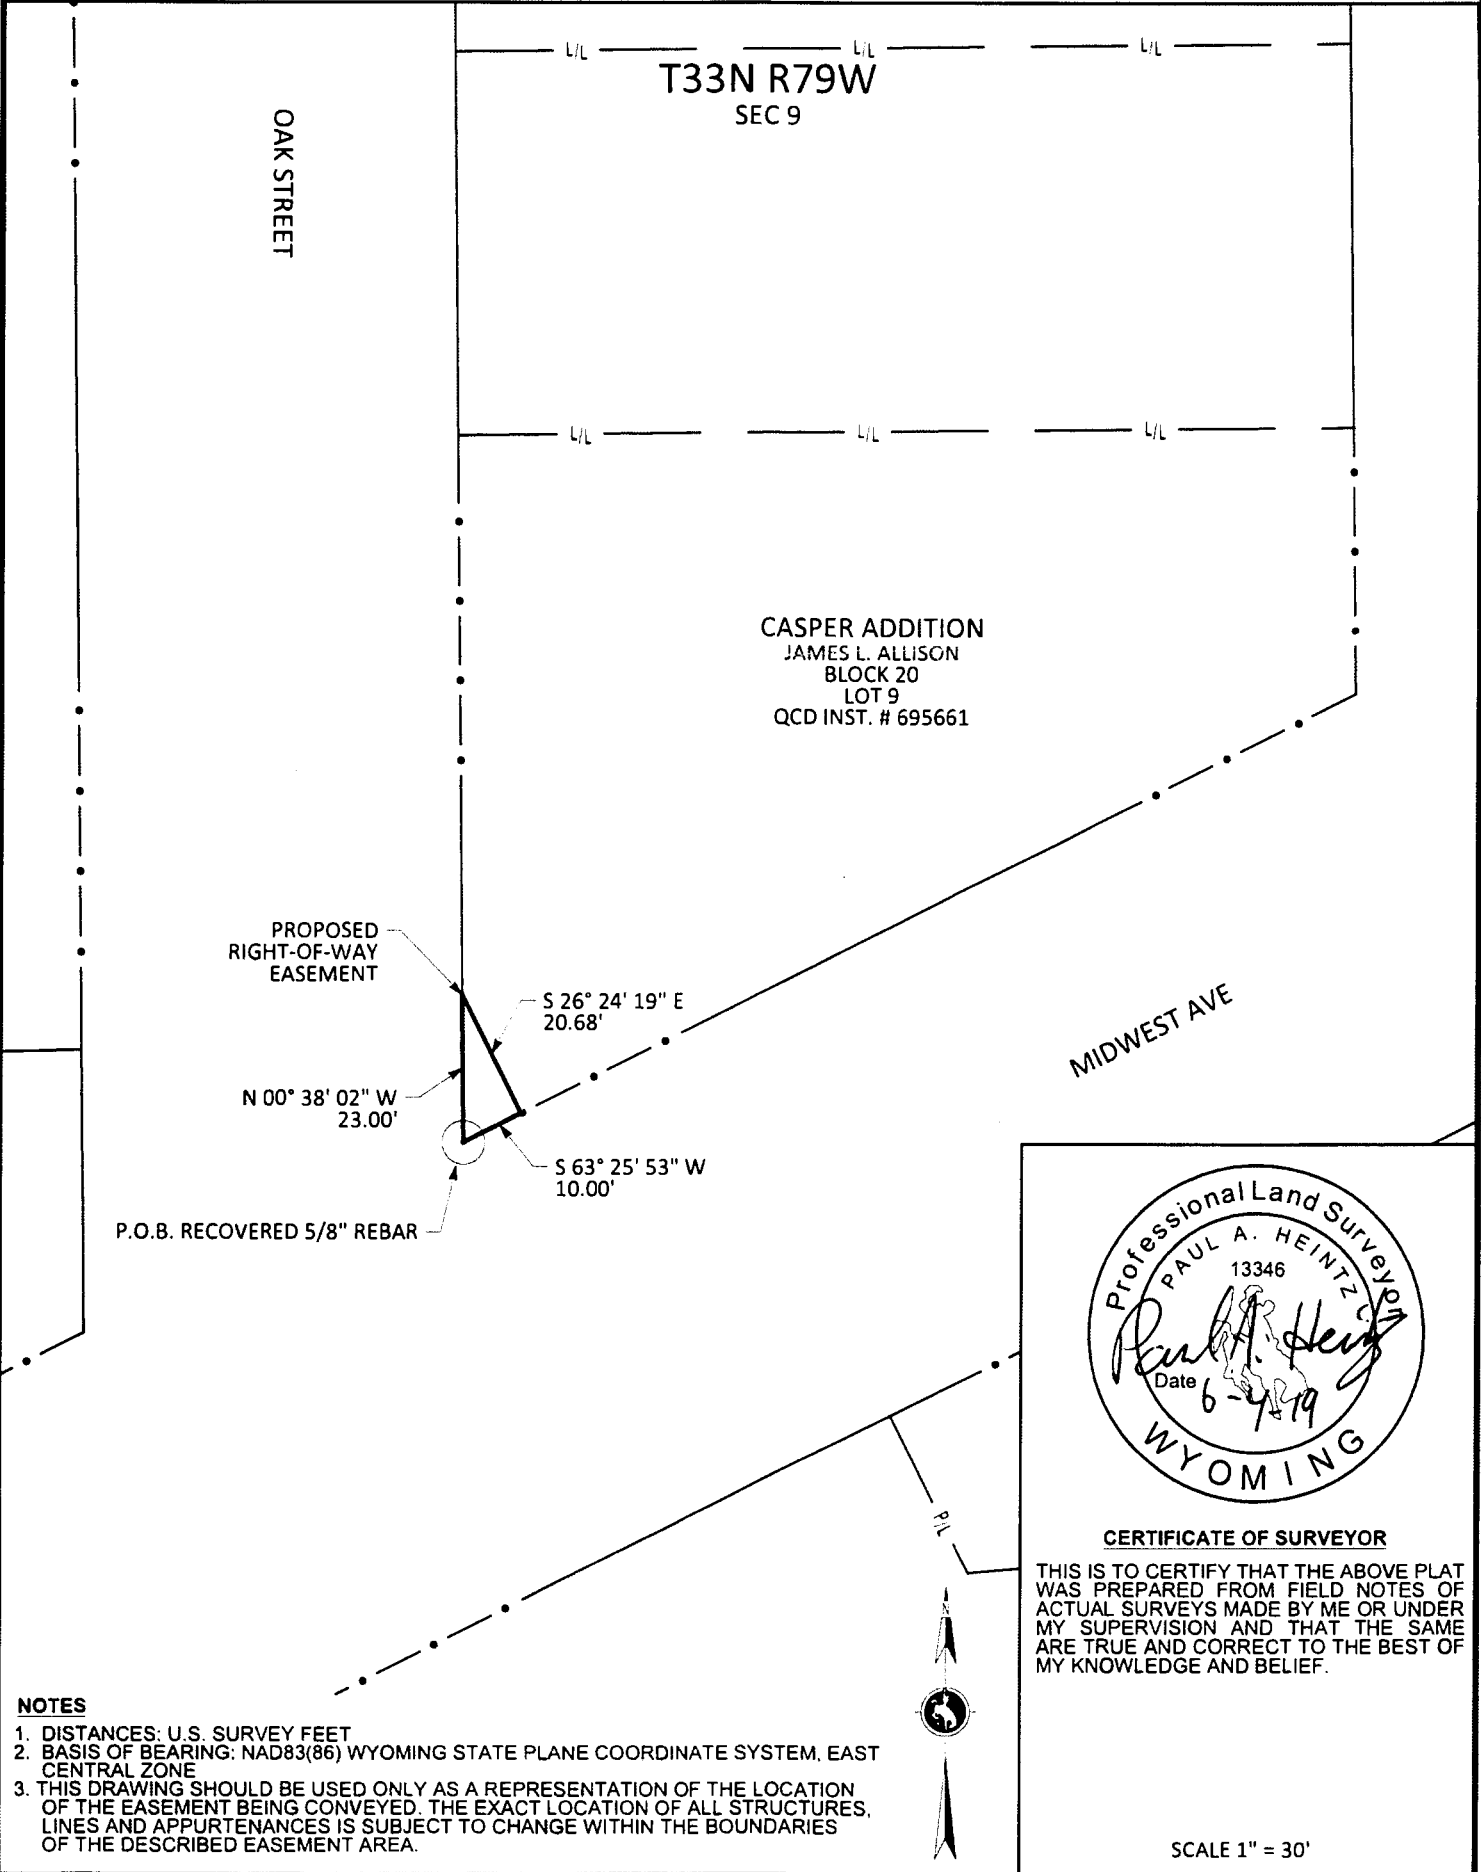 L/L L/L L/L
T33N R79W
SEC 9
OAK STREET
L/L L/L L/L
CASPER ADDITION
JAMES L. ALLISON
BLOCK 20
LOT 9
QCD INST. # 695661
PROPOSED
RIGHT-OF-WAY
EASEMENT
S 26° 24' 19" E
20.68'
MIDWEST AVE
N 00° 38' 02" W
23.00'
S 63° 25' 53" W
10.00'
P.O.B. RECOVERED 5/8" REBAR
P/L
Professional Land Surveyor
PAUL A. HEINTZ
13346
Paul A. Heintz
Date 6-4-19
WYOMING
CERTIFICATE OF SURVEYOR
THIS IS TO CERTIFY THAT THE ABOVE PLAT
WAS PREPARED FROM FIELD NOTES OF
ACTUAL SURVEYS MADE BY ME OR UNDER
MY SUPERVISION AND THAT THE SAME
ARE TRUE AND CORRECT TO THE BEST OF
MY KNOWLEDGE AND BELIEF.
N
NOTES
1. DISTANCES: U.S. SURVEY FEET
2. BASIS OF BEARING: NAD83(86) WYOMING STATE PLANE COORDINATE SYSTEM, EAST
CENTRAL ZONE
3. THIS DRAWING SHOULD BE USED ONLY AS A REPRESENTATION OF THE LOCATION
OF THE EASEMENT BEING CONVEYED. THE EXACT LOCATION OF ALL STRUCTURES,
LINES AND APPURTENANCES IS SUBJECT TO CHANGE WITHIN THE BOUNDARIES
OF THE DESCRIBED EASEMENT AREA.
SCALE 1" = 30'